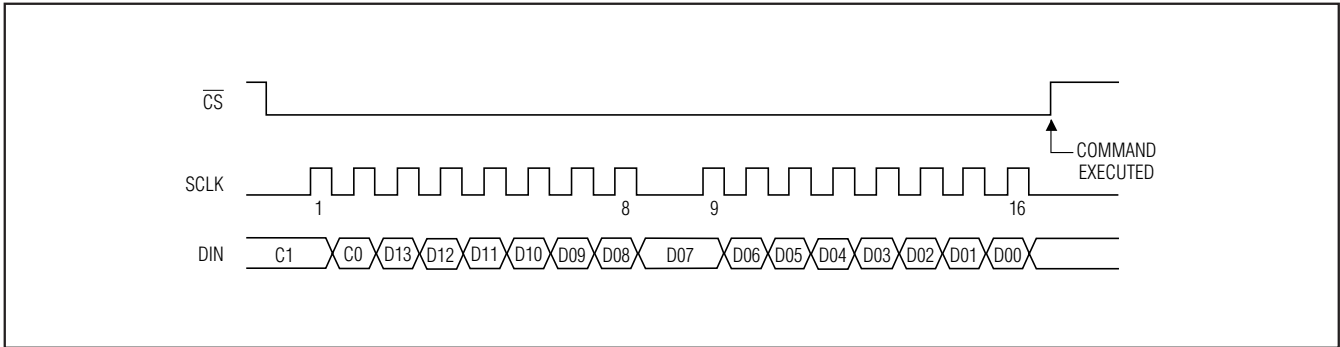 CS
COMMAND
EXECUTED
SCLK
1 8 9 16
DIN C1 C0 D13 D12 D11 D10 D09 D08 D07 D06 D05 D04 D03 D02 D01 D00